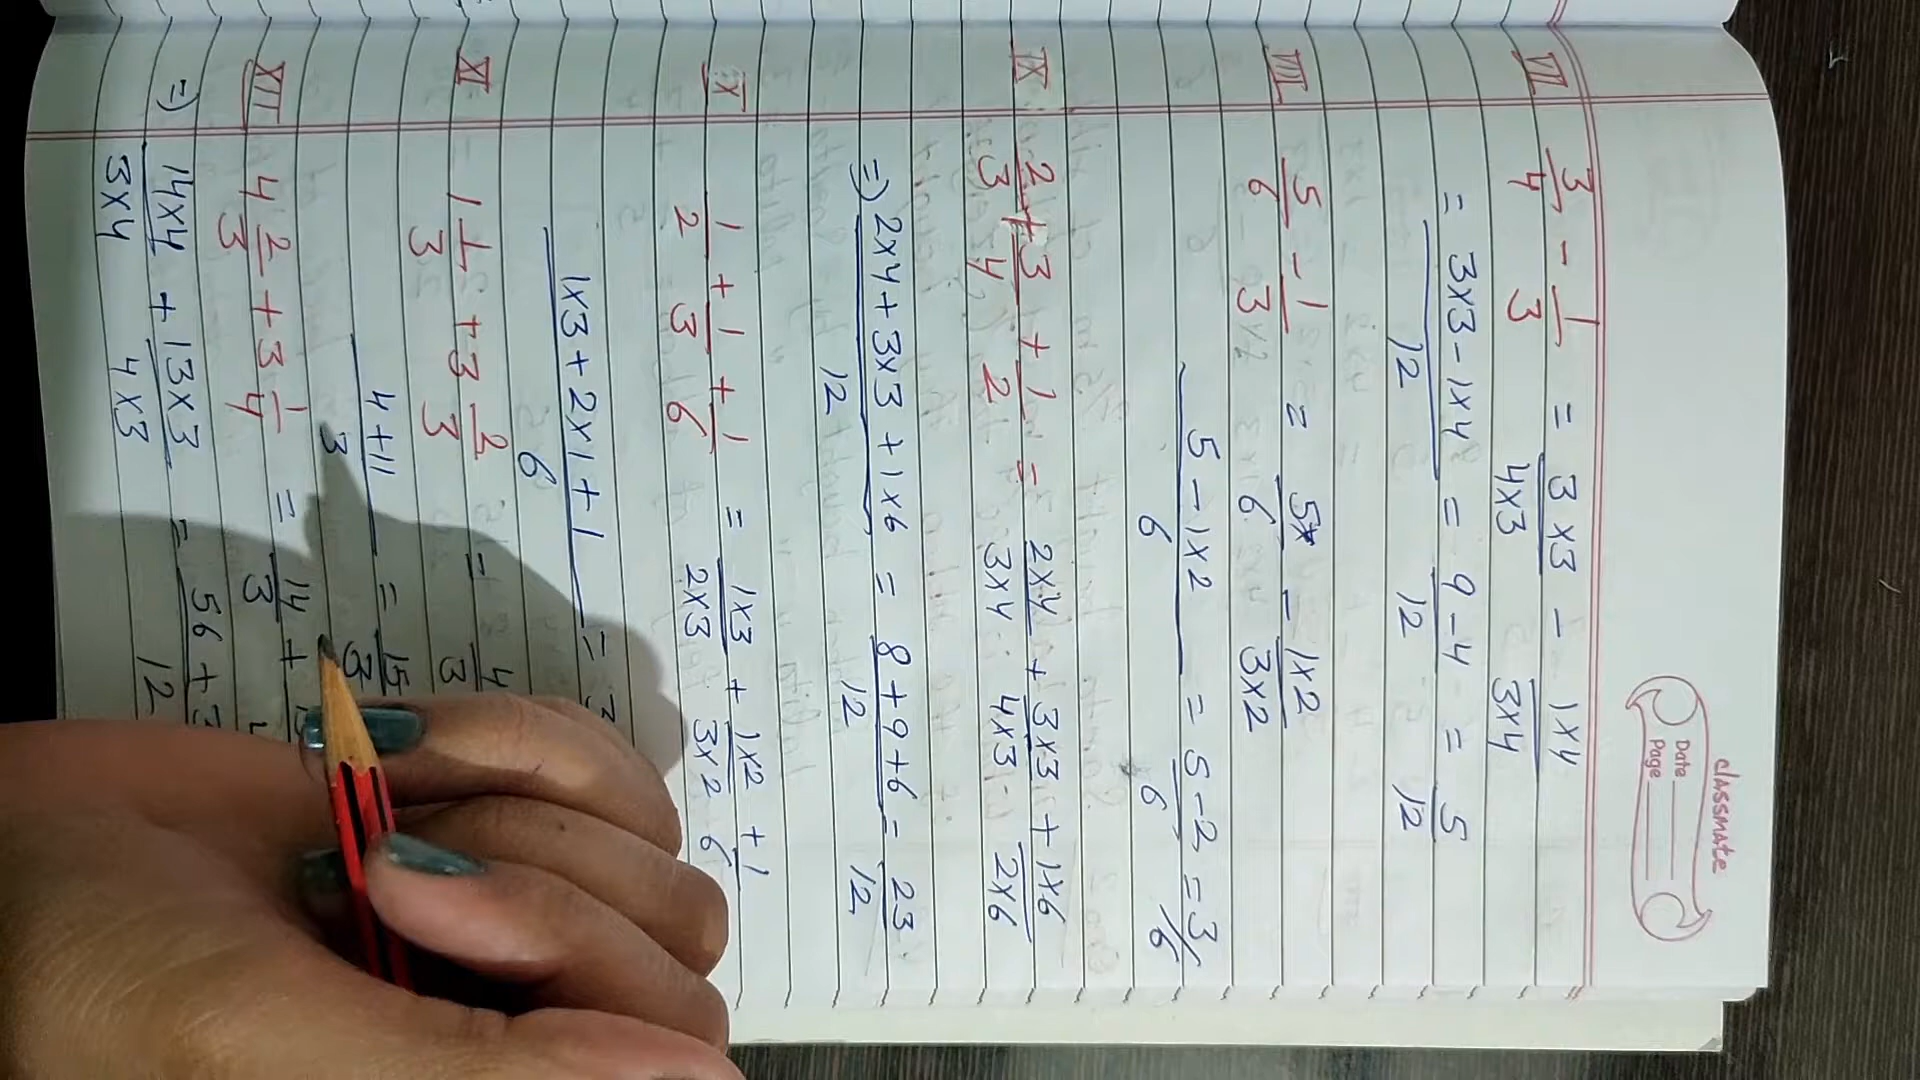 classmate
Date
Page
VII 3/4 - 1/3 = 3×3/4×3 - 1×4/3×4
= 3×3-1×4/12 = 9-4/12 = 5/12
VIII 5/6 - 1/3 = 5×/6 - 1×2/3×2
5-1×2/6 = 5-2/6 = 3/6
IX 2/3 + 3/4 + 1/2 = 2×4/3×4 + 3×3/4×3 + 1×6/2×6
=) 2×4+3×3+1×6/12 = 8+9+6/12 = 23/12
X 1/2 + 1/3 + 1/6 = 1×3/2×3 + 1×2/3×2 + 1/6
1×3+2×1+1/6 = 3
XI 1 1/3 + 3 2/3 = 4/3
4+11/3 = 15/3
XII 4 2/3 + 3 1/4 = 14/3 +
=) 14×4/3×4 + 13×3/4×3 = 56+3/12